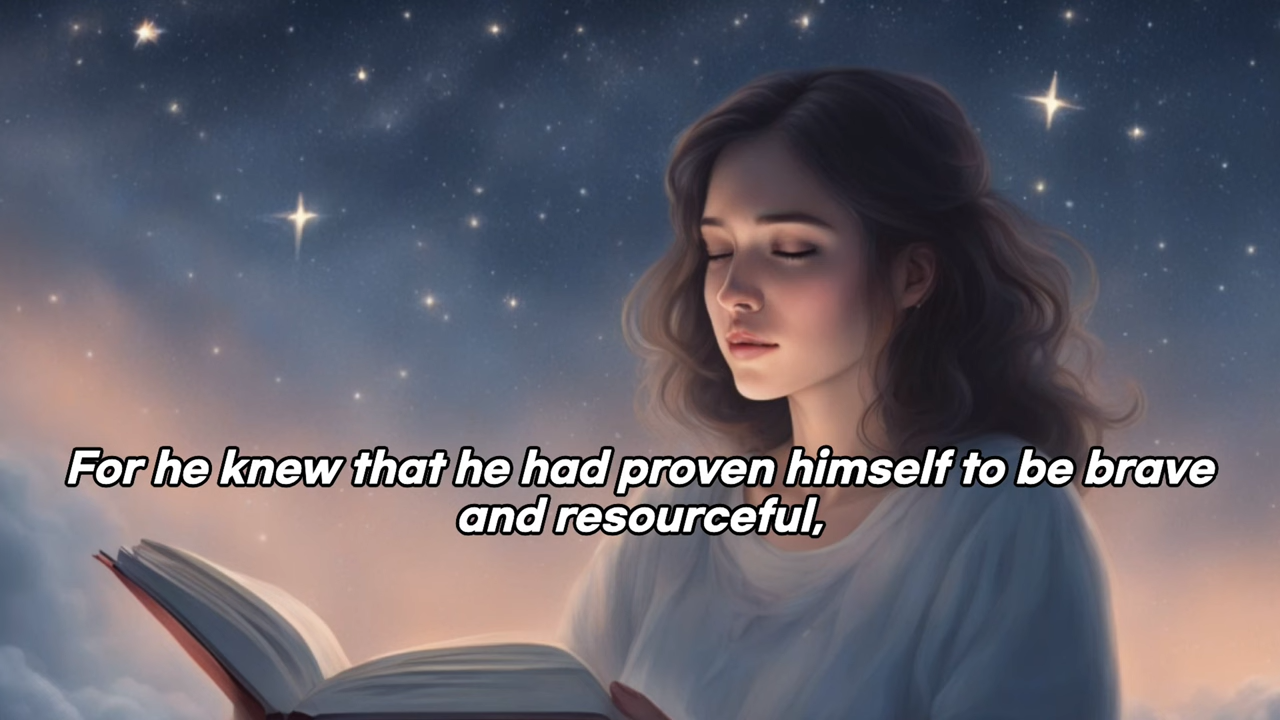 For he knew that he had proven himself to be brave
and resourceful,